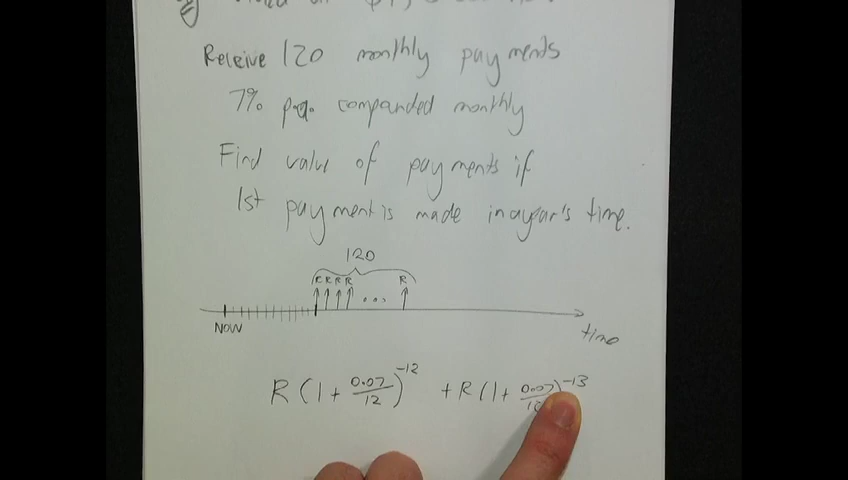 Receive 120 monthly payments
7% p.a. compounded monthly
Find value of payments if
1st payment is made in a year's time.
120
R R R R R
...
NOW
time
R (1 + 0.07/12)^-12 + R (1 + 0.07/12)^-13